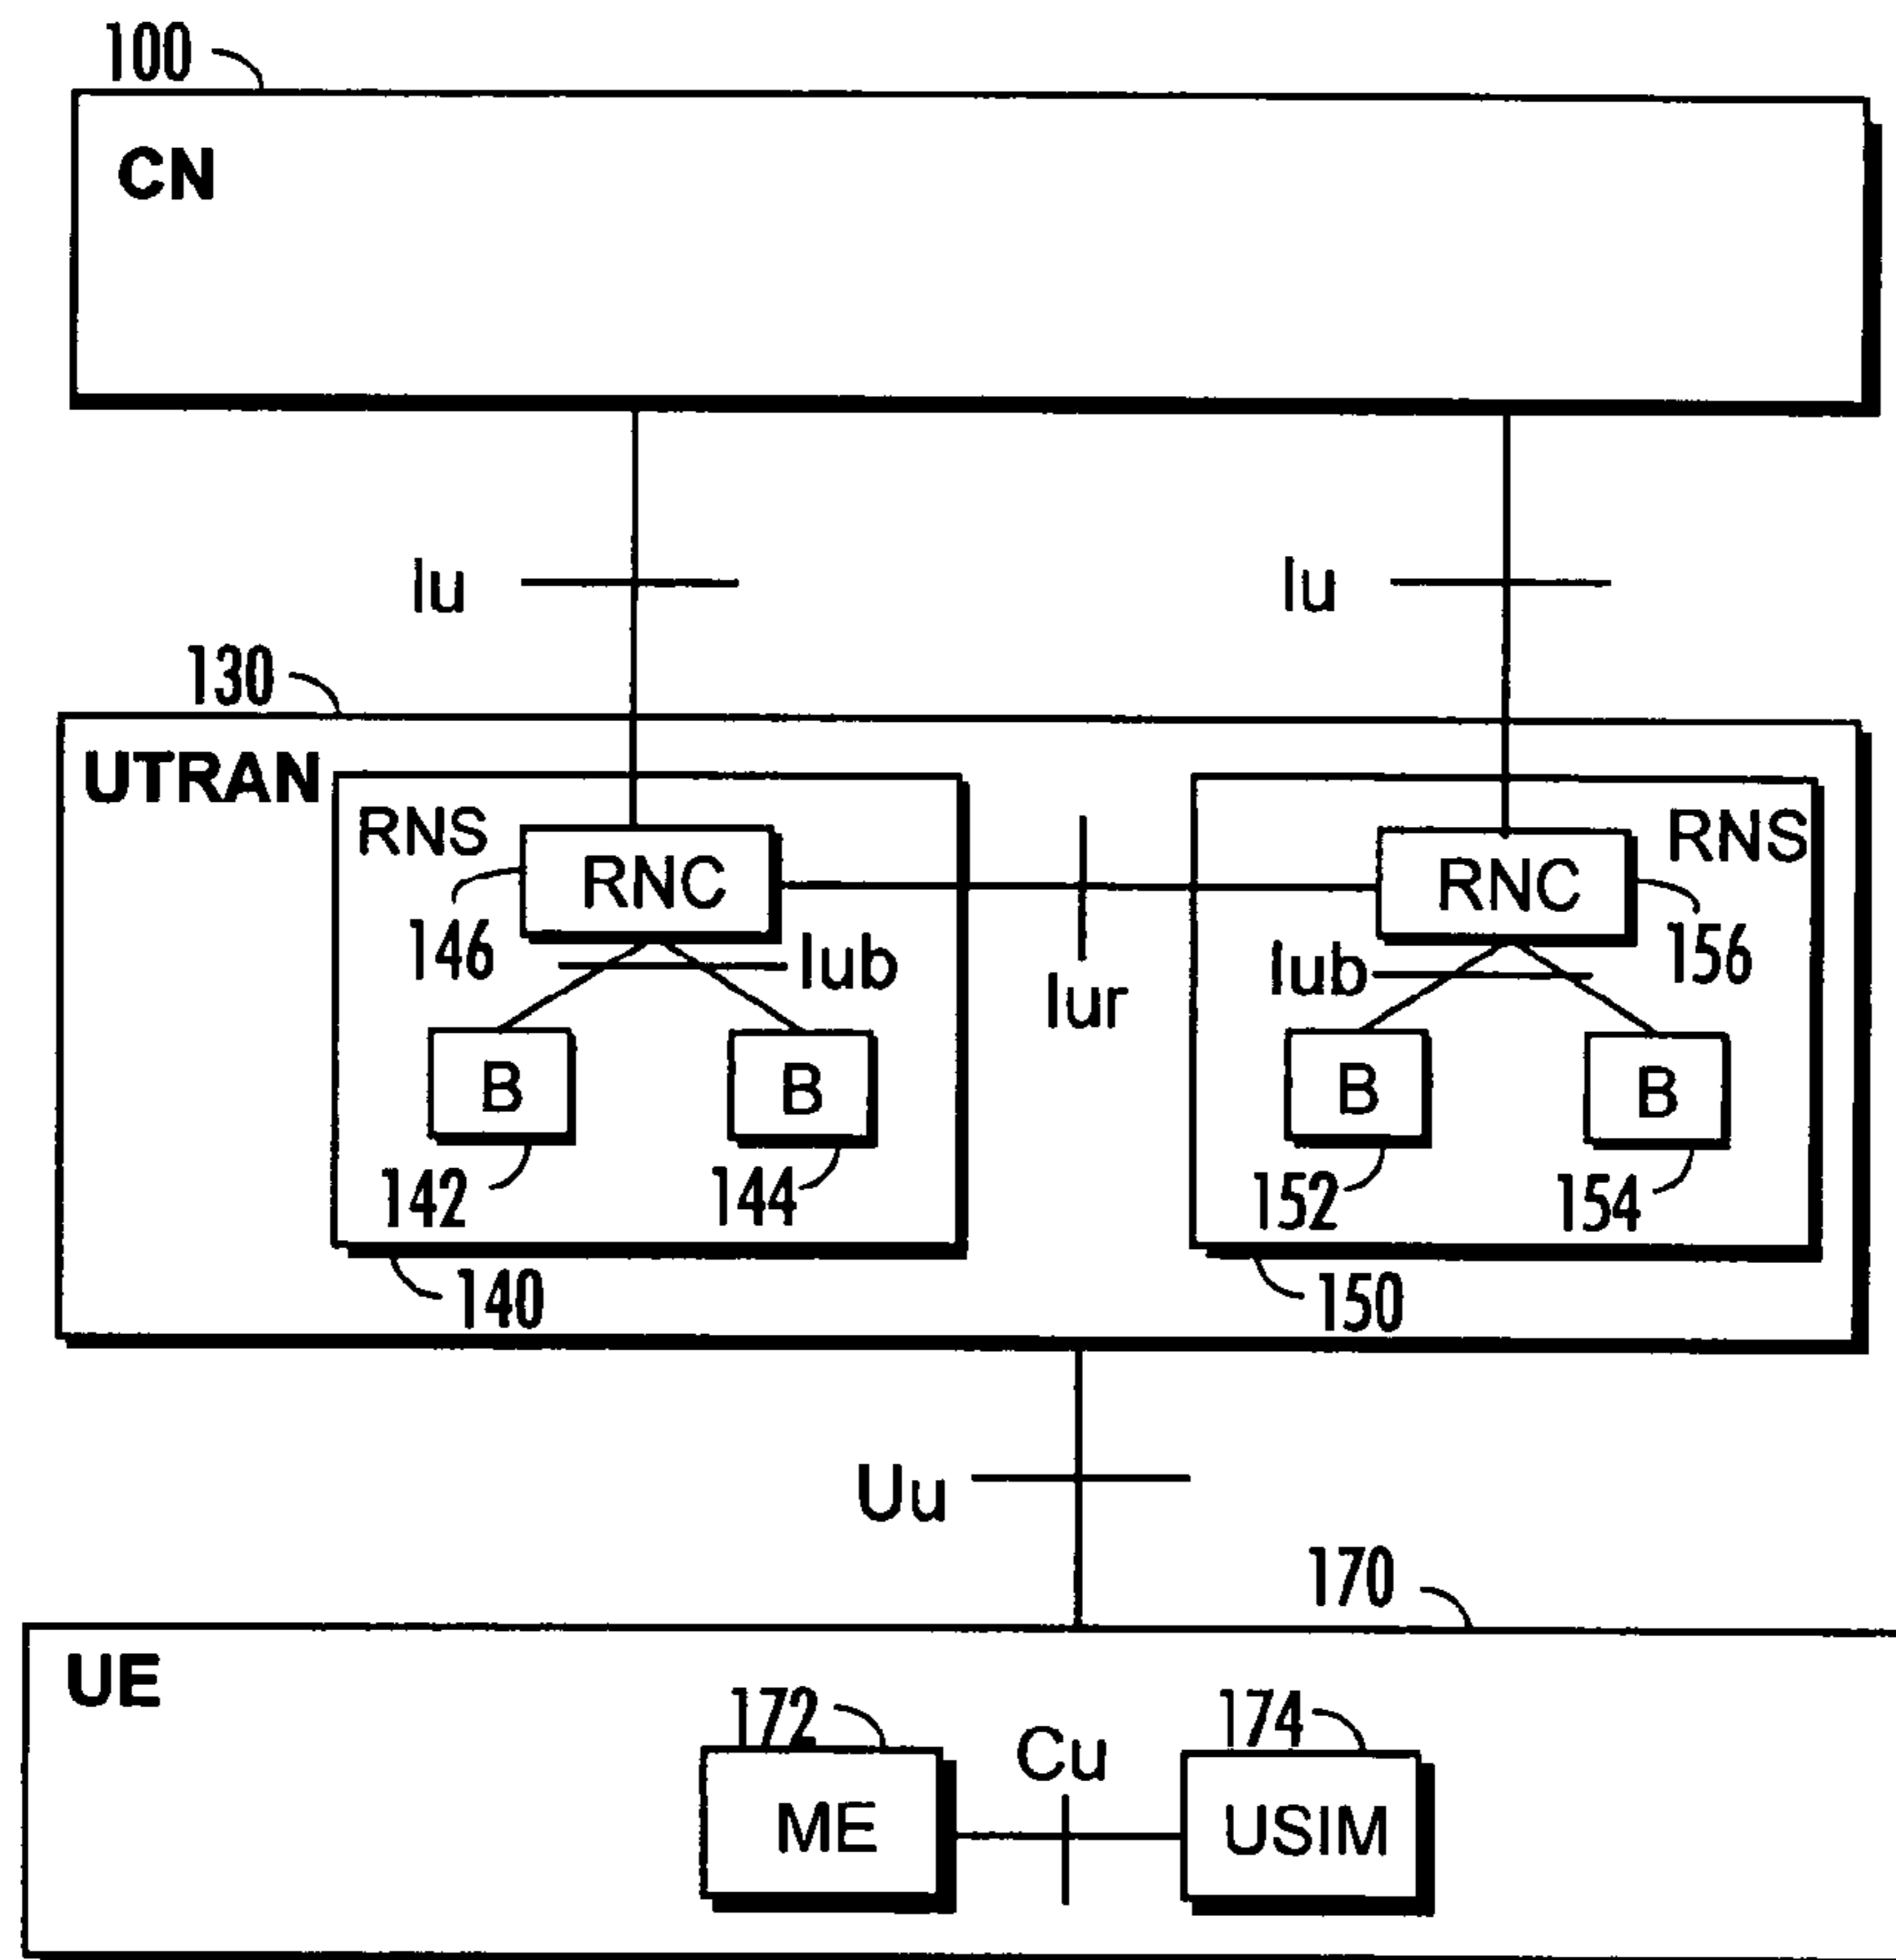 100
CN
Iu
Iu
130
UTRAN
RNS
RNC
146
Iub
Iur
RNC
RNS
156
Iub
B
B
142
144
140
B
B
152
154
150
Uu
170
UE
172
ME
Cu
174
USIM